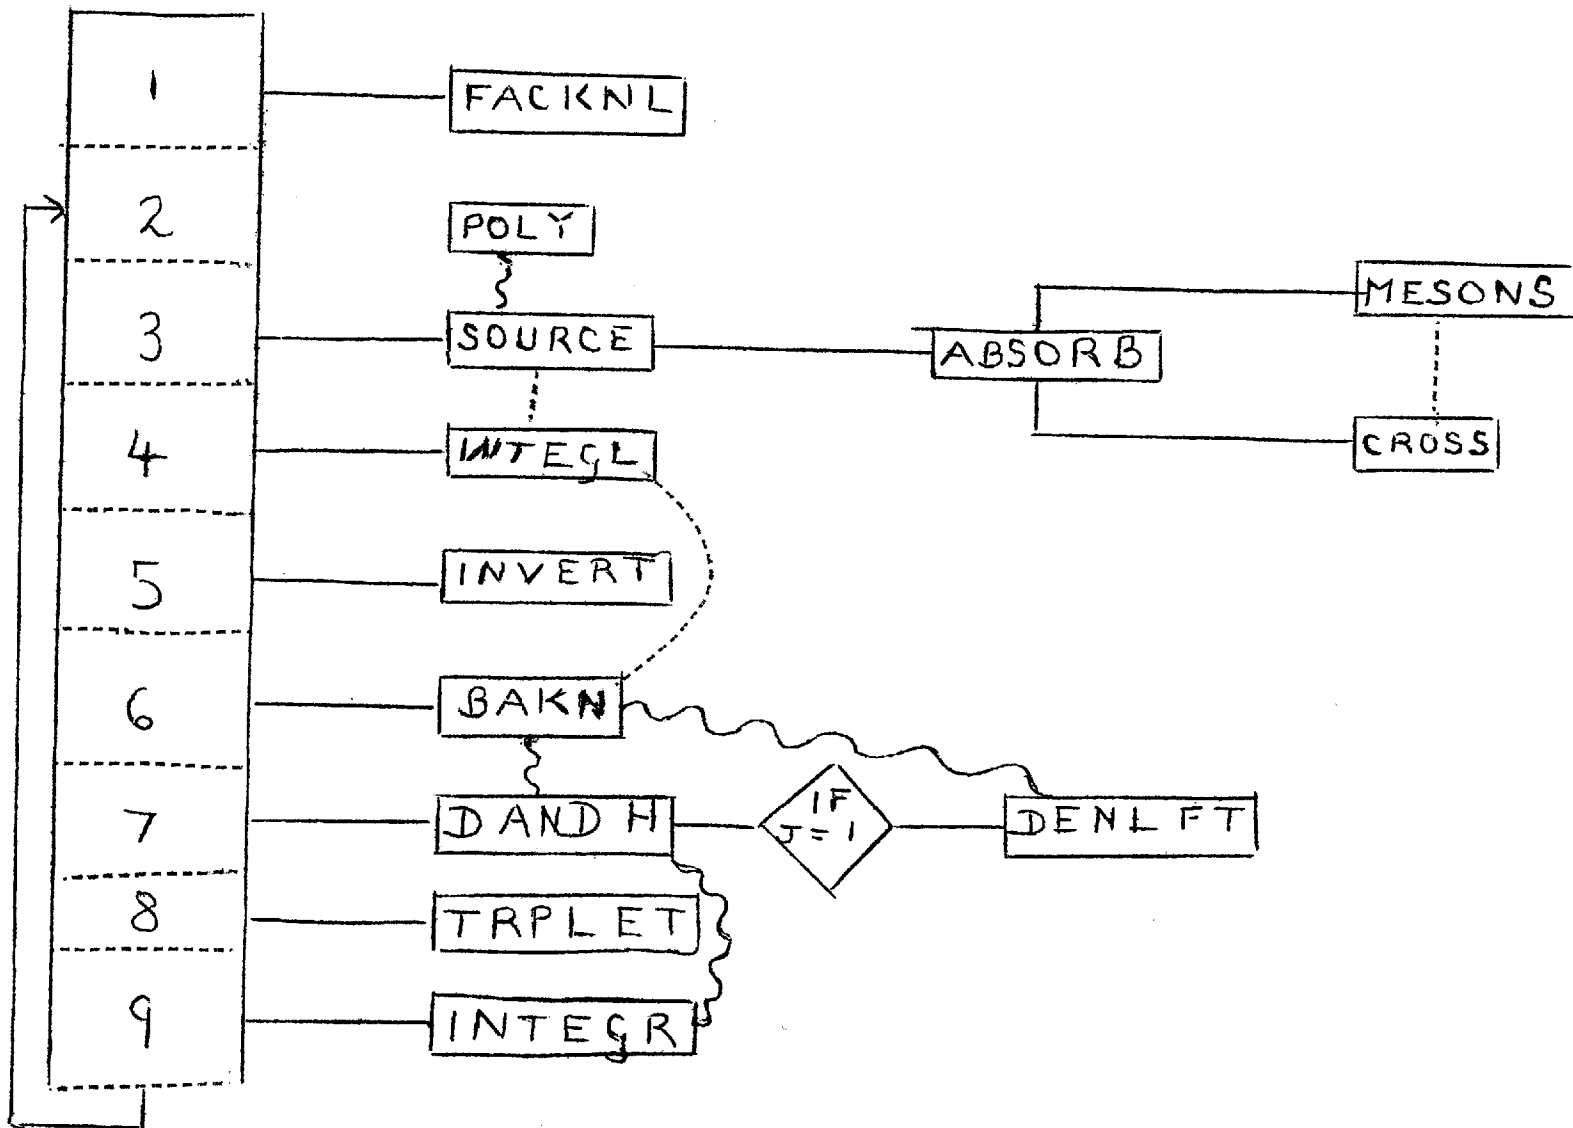 1
FACKNL
2
POLY
3
SOURCE
ABSORB
MESONS
CROSS
4
INTEGL
5
INVERT
6
BAKN
7
DANDH
IF
J = 1
DENLFT
8
TRPLET
9
INTEGR